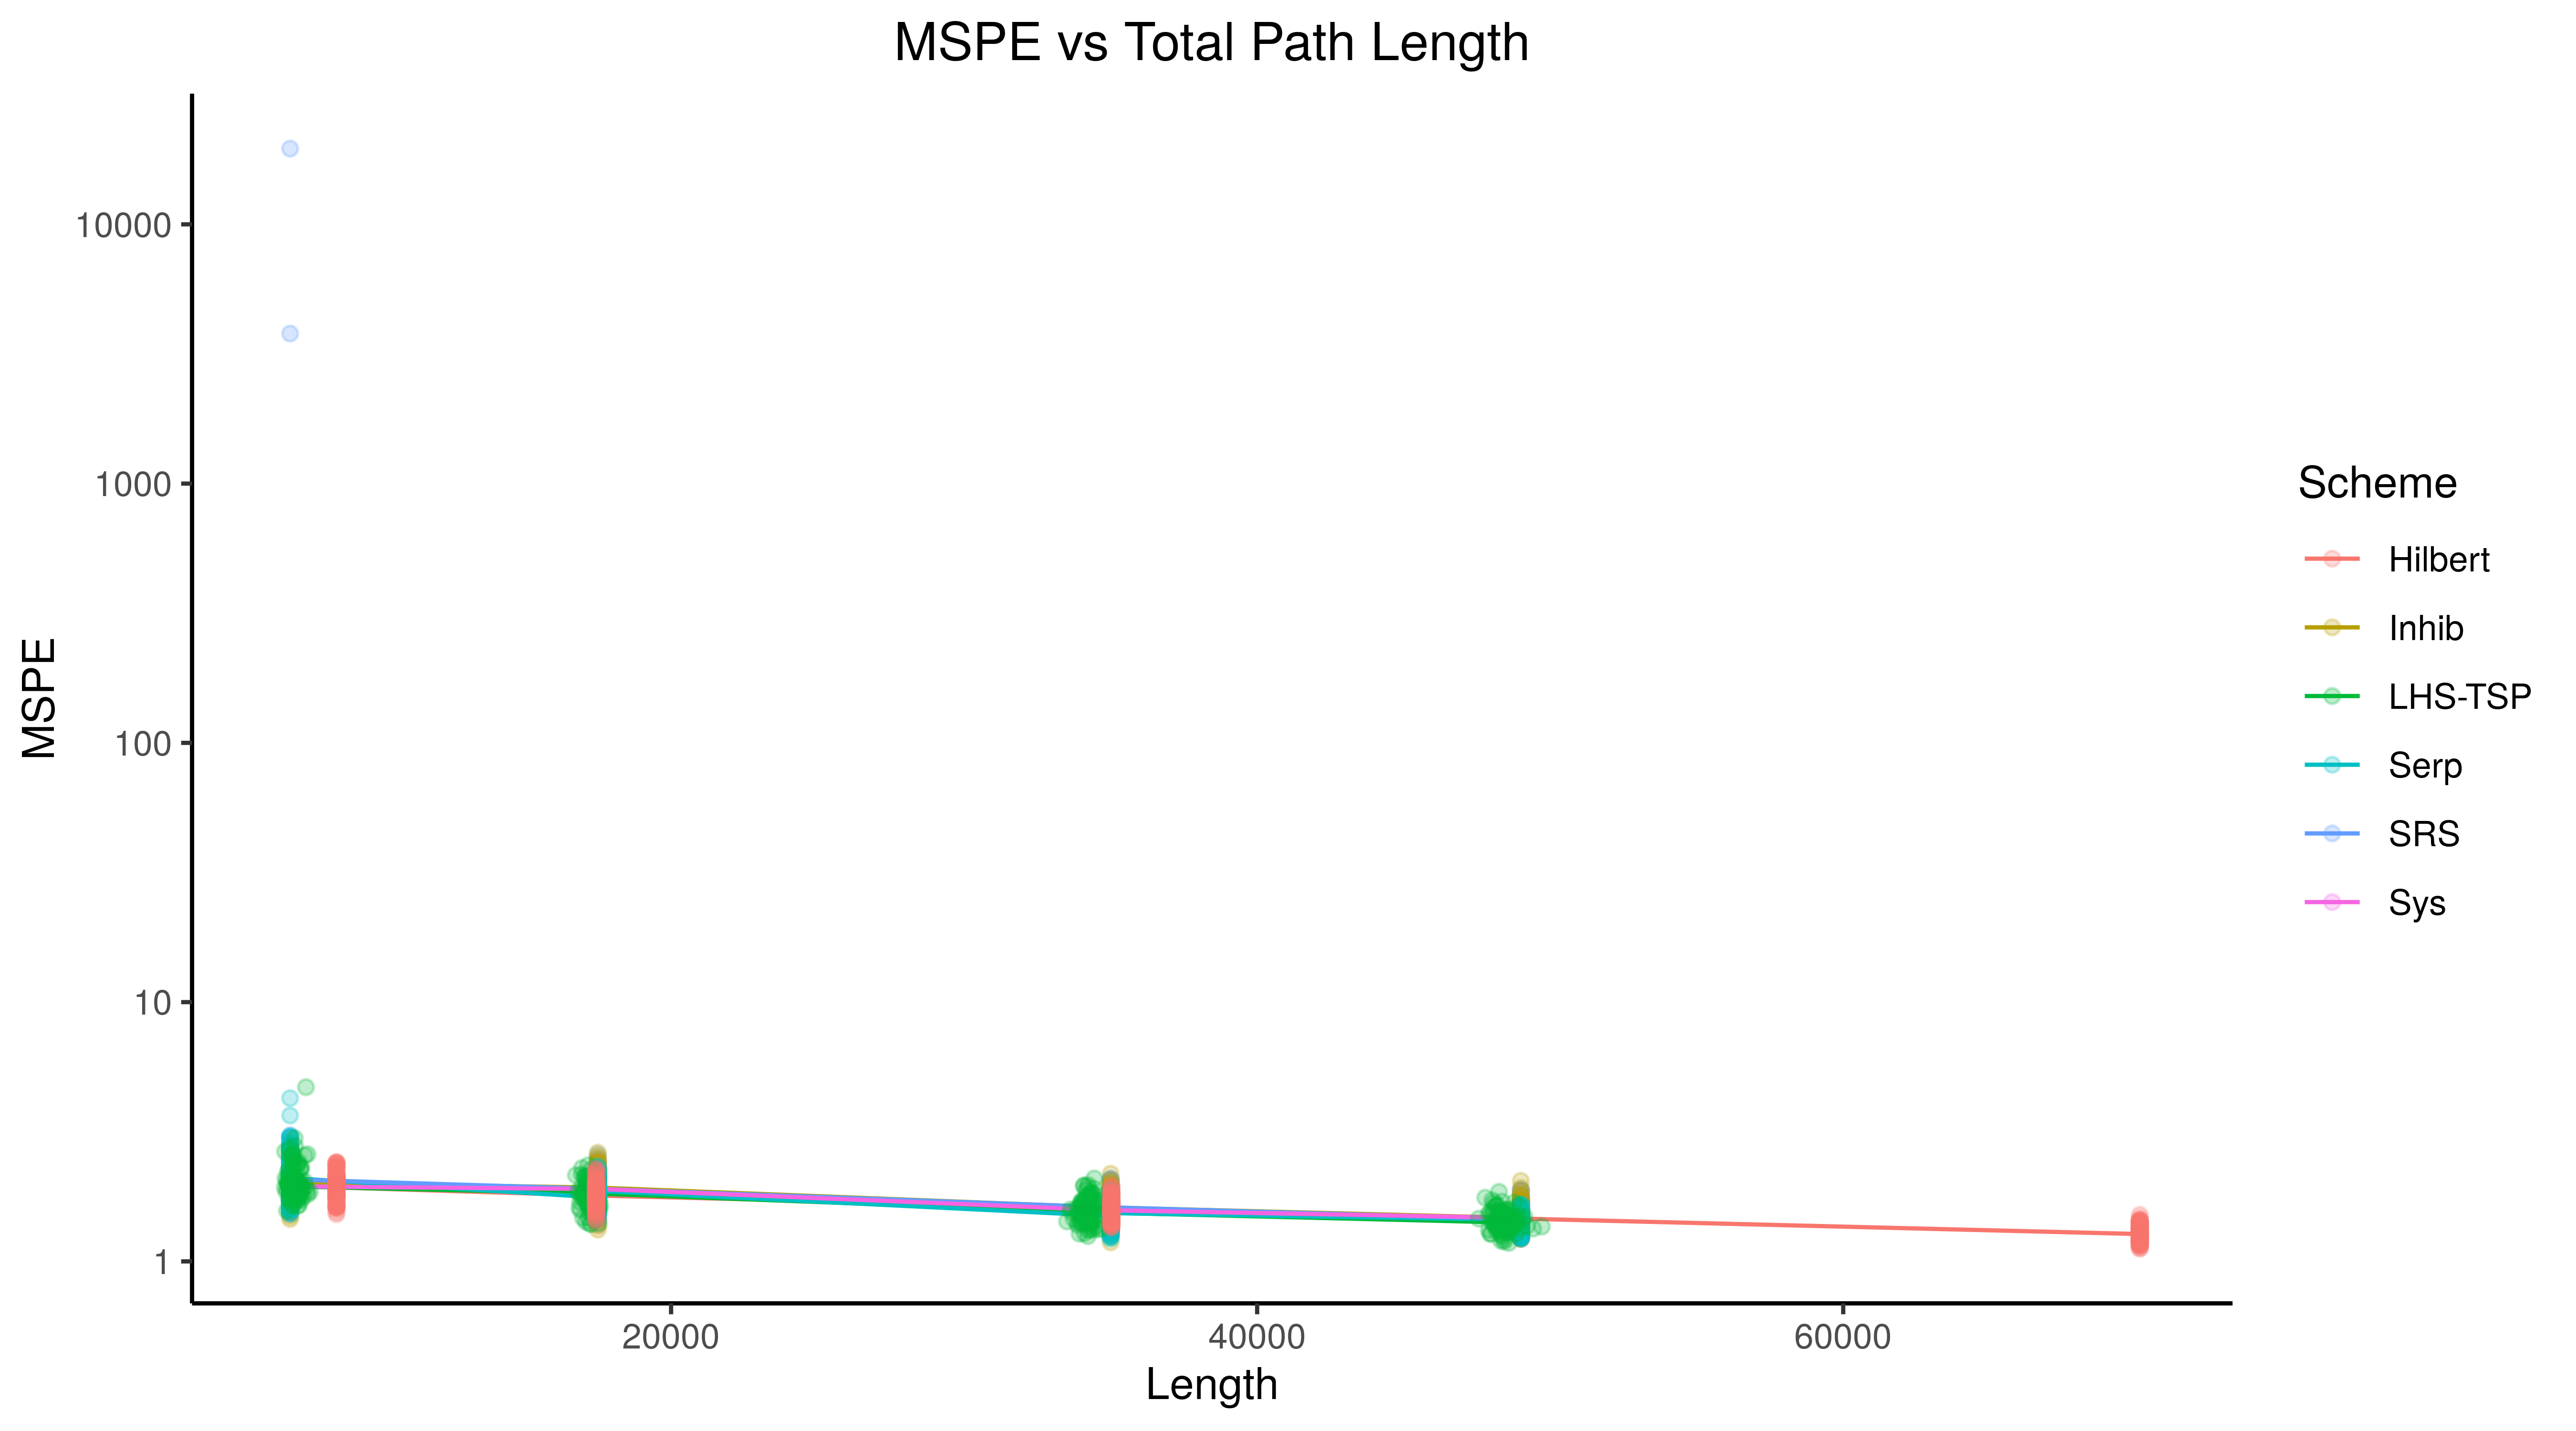 MSPE vs Total Path Length
MSPE
10000
1000
100
10
1
20000
40000
60000
Length
Scheme
Hilbert
Inhib
LHS-TSP
Serp
SRS
Sys